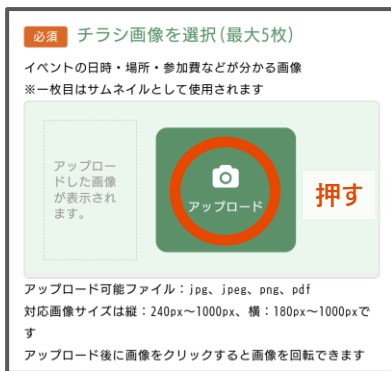 必須 チラシ画像を選択(最大5枚)
イベントの日時・場所・参加費などが分かる画像
※一枚目はサムネイルとして使用されます
アップロー
ドした画像
が表示され
ます。
アップロード
押す
アップロード可能ファイル：jpg、jpeg、png、pdf
対応画像サイズは縦：240px～1000px、横：180px～1000pxで
す
アップロード後に画像をクリックすると画像を回転できます